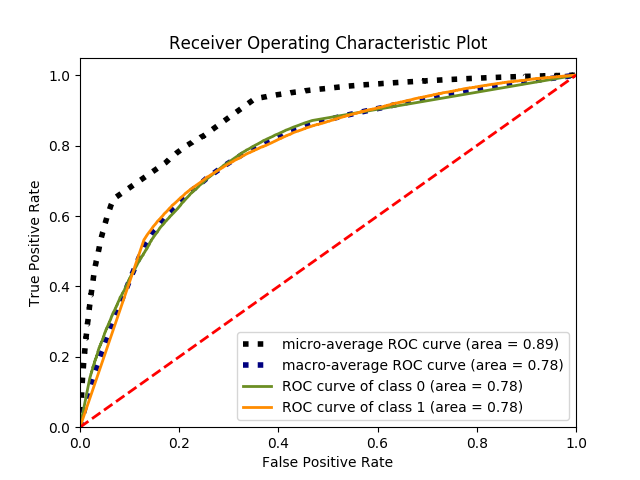 Receiver Operating Characteristic Plot
1.0
0.8
0.6
0.4
0.2
0.0
True Positive Rate
micro-average ROC curve (area = 0.89)
macro-average ROC curve (area = 0.78)
ROC curve of class 0 (area = 0.78)
ROC curve of class 1 (area = 0.78)
0.0 0.2 0.4 0.6 0.8 1.0
False Positive Rate